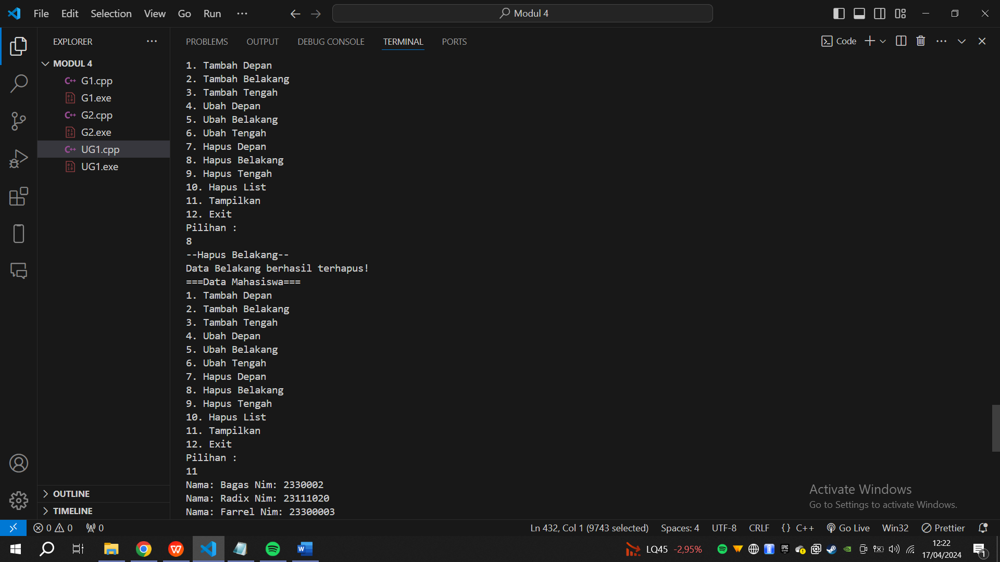 File Edit Selection View Go Run ··· Modul 4
EXPLORER ···
MODUL 4
G1.cpp
G1.exe
G2.cpp
G2.exe
UG1.cpp
UG1.exe
OUTLINE
TIMELINE
PROBLEMS OUTPUT DEBUG CONSOLE TERMINAL PORTS Code
1. Tambah Depan
2. Tambah Belakang
3. Tambah Tengah
4. Ubah Depan
5. Ubah Belakang
6. Ubah Tengah
7. Hapus Depan
8. Hapus Belakang
9. Hapus Tengah
10. Hapus List
11. Tampilkan
12. Exit
Pilihan :
8
--Hapus Belakang--
Data Belakang berhasil terhapus!
===Data Mahasiswa===
1. Tambah Depan
2. Tambah Belakang
3. Tambah Tengah
4. Ubah Depan
5. Ubah Belakang
6. Ubah Tengah
7. Hapus Depan
8. Hapus Belakang
9. Hapus Tengah
10. Hapus List
11. Tampilkan
12. Exit
Pilihan :
11
Nama: Bagas Nim: 2330002
Nama: Radix Nim: 23111020
Nama: Farrel Nim: 23300003
Activate Windows
Go to Settings to activate Windows.
0 0 0 Ln 432, Col 1 (9743 selected) Spaces: 4 UTF-8 CRLF {} C++ Go Live Win32 Prettier
LQ45 -2,95% 12:22
17/04/2024 1